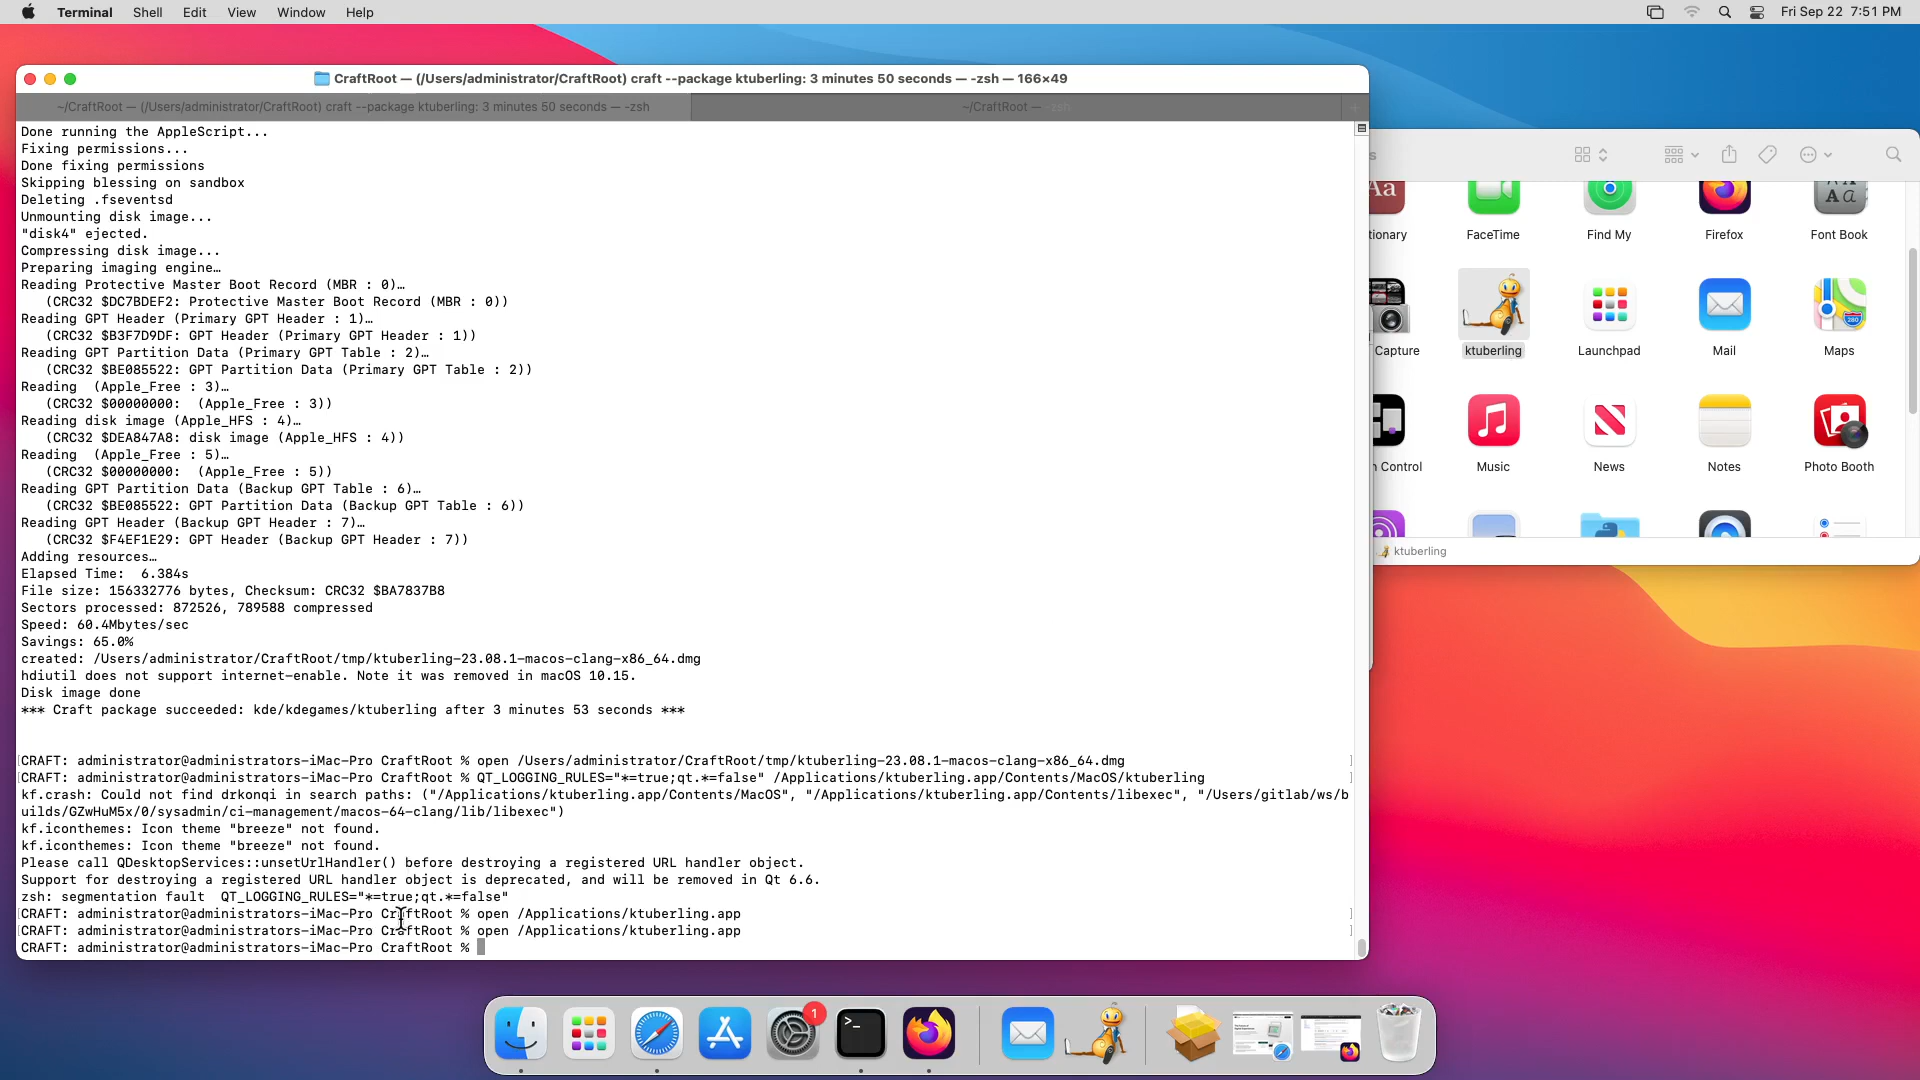 Terminal Shell Edit View Window Help
Fri Sep 22 7:51 PM
CraftRoot — (/Users/administrator/CraftRoot) craft --package ktuberling: 3 minutes 50 seconds — -zsh — 166×49
~/CraftRoot — (/Users/administrator/CraftRoot) craft --package ktuberling: 3 minutes 50 seconds — -zsh
~/CraftRoot — -zsh
Done running the AppleScript...
Fixing permissions...
Done fixing permissions
Skipping blessing on sandbox
Deleting .fseventsd
Unmounting disk image...
"disk4" ejected.
Compressing disk image...
Preparing imaging engine…
Reading Protective Master Boot Record (MBR : 0)…
(CRC32 $DC7BDEF2: Protective Master Boot Record (MBR : 0))
Reading GPT Header (Primary GPT Header : 1)…
(CRC32 $B3F7D9DF: GPT Header (Primary GPT Header : 1))
Reading GPT Partition Data (Primary GPT Table : 2)…
(CRC32 $BE085522: GPT Partition Data (Primary GPT Table : 2))
Reading  (Apple_Free : 3)…
(CRC32 $00000000:  (Apple_Free : 3))
Reading disk image (Apple_HFS : 4)…
(CRC32 $DEA847A8: disk image (Apple_HFS : 4))
Reading  (Apple_Free : 5)…
(CRC32 $00000000:  (Apple_Free : 5))
Reading GPT Partition Data (Backup GPT Table : 6)…
(CRC32 $BE085522: GPT Partition Data (Backup GPT Table : 6))
Reading GPT Header (Backup GPT Header : 7)…
(CRC32 $F4EF1E29: GPT Header (Backup GPT Header : 7))
Adding resources…
Elapsed Time:  6.384s
File size: 156332776 bytes, Checksum: CRC32 $BA7837B8
Sectors processed: 872526, 789588 compressed
Speed: 60.4Mbytes/sec
Savings: 65.0%
created: /Users/administrator/CraftRoot/tmp/ktuberling-23.08.1-macos-clang-x86_64.dmg
hdiutil does not support internet-enable. Note it was removed in macOS 10.15.
Disk image done
*** Craft package succeeded: kde/kdegames/ktuberling after 3 minutes 53 seconds ***
[CRAFT: administrator@administrators-iMac-Pro CraftRoot % open /Users/administrator/CraftRoot/tmp/ktuberling-23.08.1-macos-clang-x86_64.dmg ]
[CRAFT: administrator@administrators-iMac-Pro CraftRoot % QT_LOGGING_RULES="*=true;qt.*=false" /Applications/ktuberling.app/Contents/MacOS/ktuberling ]
kf.crash: Could not find drkonqi in search paths: ("/Applications/ktuberling.app/Contents/MacOS", "/Applications/ktuberling.app/Contents/libexec", "/Users/gitlab/ws/b
uilds/GZwHuM5x/0/sysadmin/ci-management/macos-64-clang/lib/libexec")
kf.iconthemes: Icon theme "breeze" not found.
kf.iconthemes: Icon theme "breeze" not found.
Please call QDesktopServices::unsetUrlHandler() before destroying a registered URL handler object.
Support for destroying a registered URL handler object is deprecated, and will be removed in Qt 6.6.
zsh: segmentation fault  QT_LOGGING_RULES="*=true;qt.*=false"
[CRAFT: administrator@administrators-iMac-Pro CraftRoot % open /Applications/ktuberling.app ]
[CRAFT: administrator@administrators-iMac-Pro CraftRoot % open /Applications/ktuberling.app ]
CRAFT: administrator@administrators-iMac-Pro CraftRoot %
s
Aa
A a
tionary FaceTime Find My Firefox Font Book
280
Capture ktuberling Launchpad Mail Maps
n Control Music News Notes Photo Booth
ktuberling
1
>_